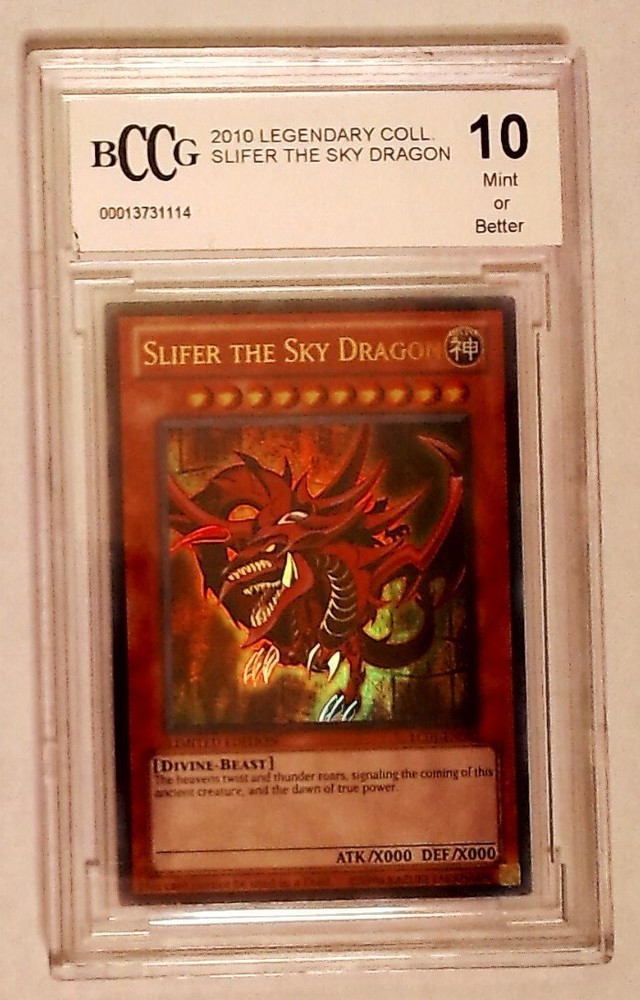 BCCG
2010 LEGENDARY COLL.
SLIFER THE SKY DRAGON
00013731114
10
Mint
or
Better
SLIFER THE SKY DRAGON
神
LIMITED EDITION
[DIVINE-BEAST]
The heavens twist and thunder roars, signaling the coming of this
ancient creature, and the dawn of true power.
ATK/X000 DEF/X000